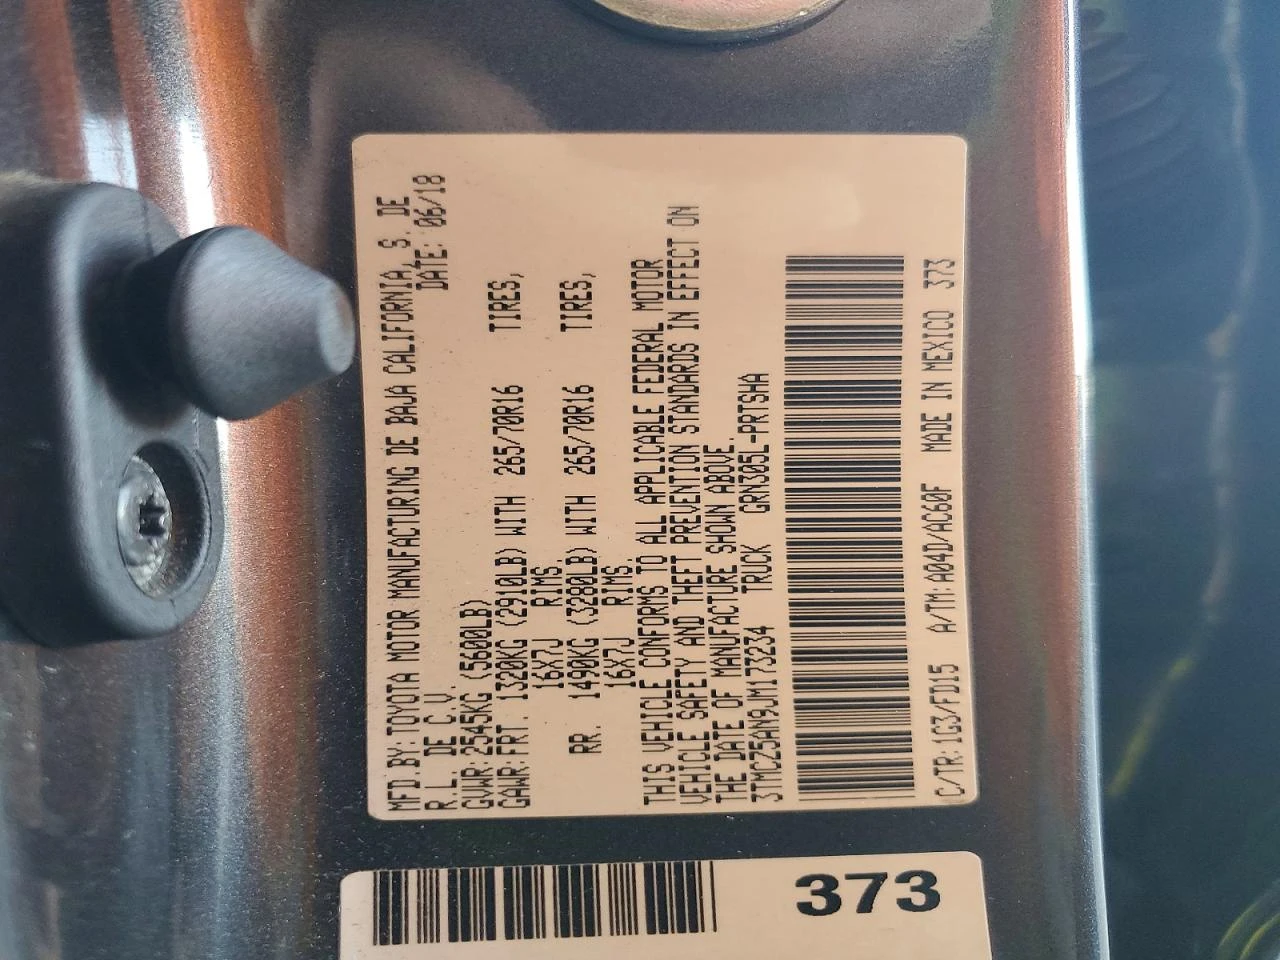 MFD.BY:TOYOTA MOTOR MANUFACTURING DE BAJA CALIFORNIA, S. DE
R.L. DE C.V. DATE: 06/18
GVWR:2545KG (5600LB)
GAWR:FRT. 1320KG (2910LB) WITH 265/70R16 TIRES,
16X7J RIMS.
RR. 1490KG (3280LB) WITH 265/70R16 TIRES,
16X7J RIMS.
THIS VEHICLE CONFORMS TO ALL APPLICABLE FEDERAL MOTOR
VEHICLE SAFETY AND THEFT PREVENTION STANDARDS IN EFFECT ON
THE DATE OF MANUFACTURE SHOWN ABOVE.
3TMCZ5AN9JM173234 TRUCK GRN305L-PRTSHA
C/TR:1G3/FD15 A/TM:A04D/AC60F MADE IN MEXICO 373
373